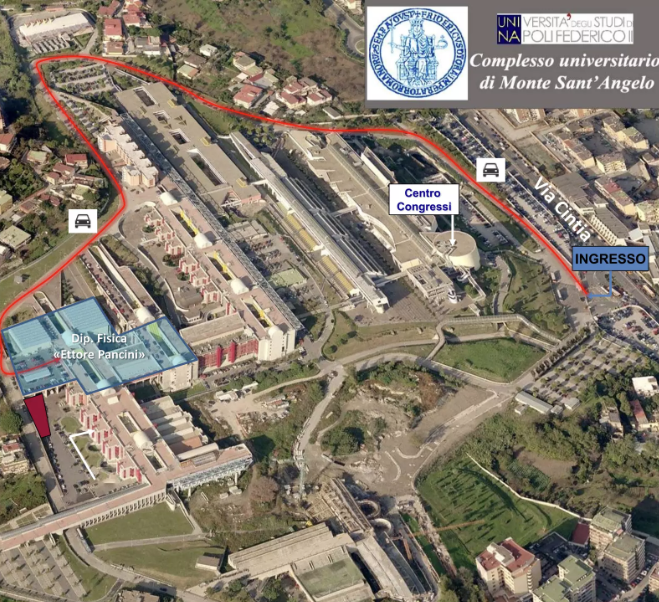 UNI VERSITA' DEGLI STUDI DI
NA POLI FEDERICO II
Complesso universitario
di Monte Sant'Angelo
Centro
Congressi
Via Cintia
INGRESSO
Dip. Fisica
«Ettore Pancini»